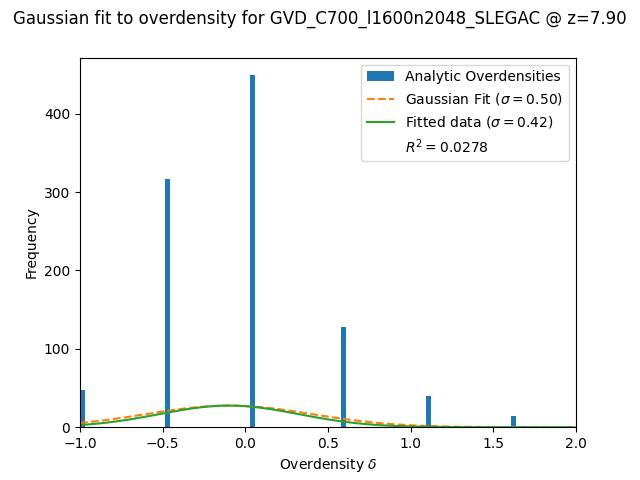 Gaussian fit to overdensity for GVD_C700_l1600n2048_SLEGAC @ z=7.90
Analytic Overdensities
Gaussian Fit (σ = 0.50)
Fitted data (σ = 0.42)
R² = 0.0278
Frequency
400
300
200
100
0
−1.0 −0.5 0.0 0.5 1.0 1.5 2.0
Overdensity δ